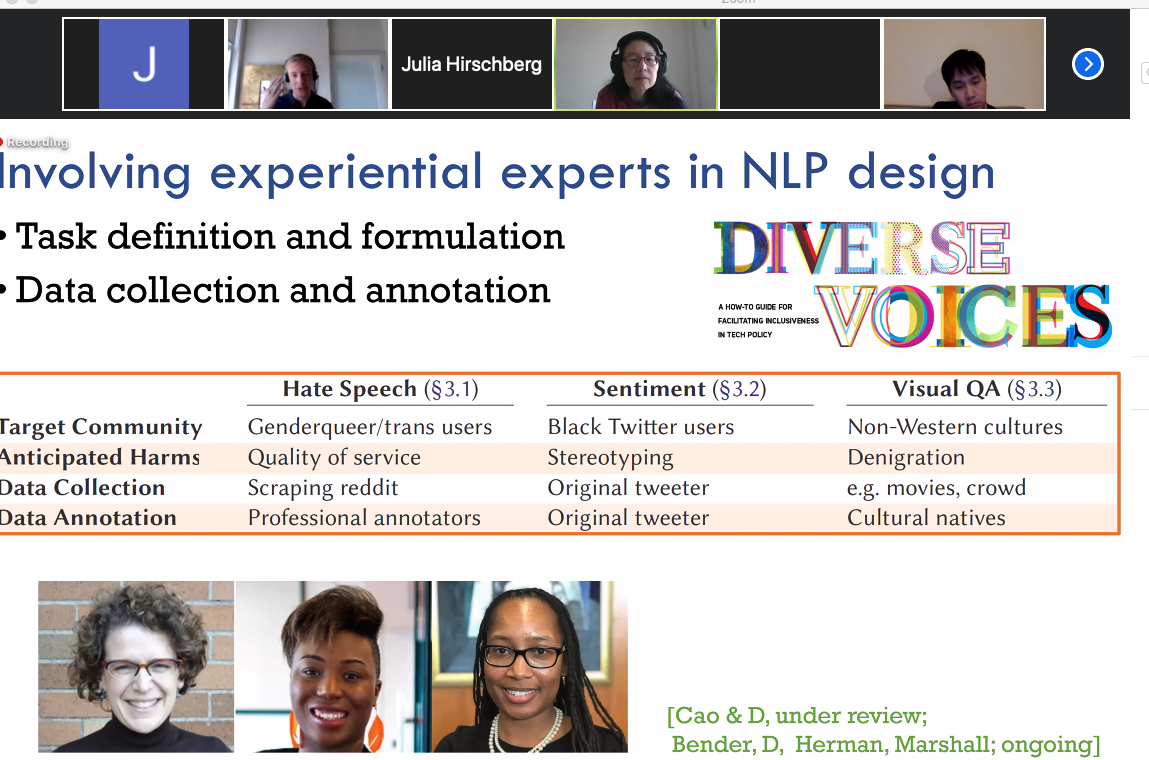 Zoom
J
Julia Hirschberg
Recording
Involving experiential experts in NLP design
• Task definition and formulation
• Data collection and annotation
DIVERSE
VOICES
A HOW-TO GUIDE FOR
FACILITATING INCLUSIVENESS
IN TECH POLICY
Hate Speech (§3.1) Sentiment (§3.2) Visual QA (§3.3)
Target Community Genderqueer/trans users Black Twitter users Non-Western cultures
Anticipated Harms Quality of service Stereotyping Denigration
Data Collection Scraping reddit Original tweeter e.g. movies, crowd
Data Annotation Professional annotators Original tweeter Cultural natives
[Cao & D, under review;
Bender, D, Herman, Marshall; ongoing]